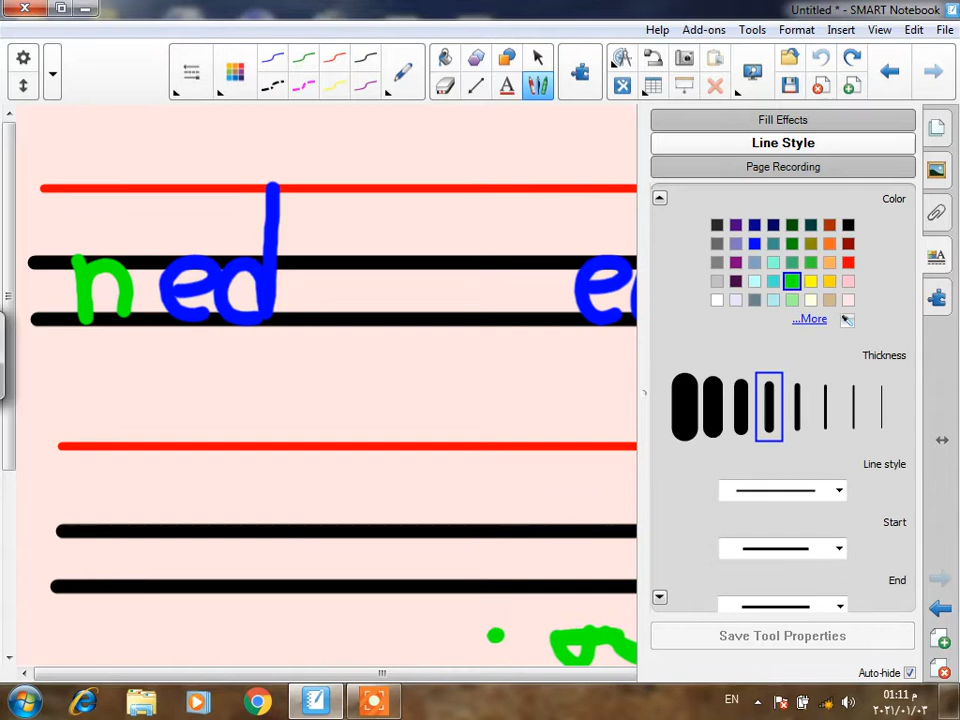 Untitled * - SMART Notebook
Help Add-ons Tools Format Insert View Edit File
Fill Effects
Line Style
Page Recording
Color
...More
Thickness
Line style
Start
End
Save Tool Properties
Auto-hide
n ed
EN
01:11 م
٢٠٢١/٠١/٠٣